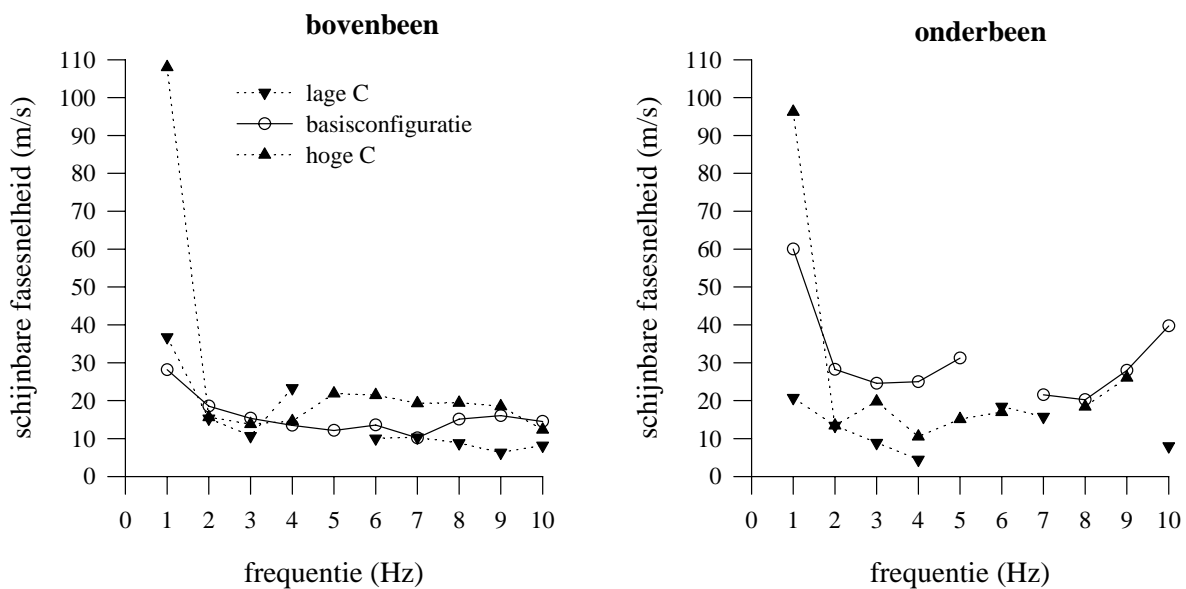 bovenbeen
schijnbare fasesnelheid (m/s)
110
100
90
80
70
60
50
40
30
20
10
0
lage C
basisconfiguratie
hoge C
0 1 2 3 4 5 6 7 8 9 10
frequentie (Hz)
onderbeen
schijnbare fasesnelheid (m/s)
110
100
90
80
70
60
50
40
30
20
10
0
0 1 2 3 4 5 6 7 8 9 10
frequentie (Hz)